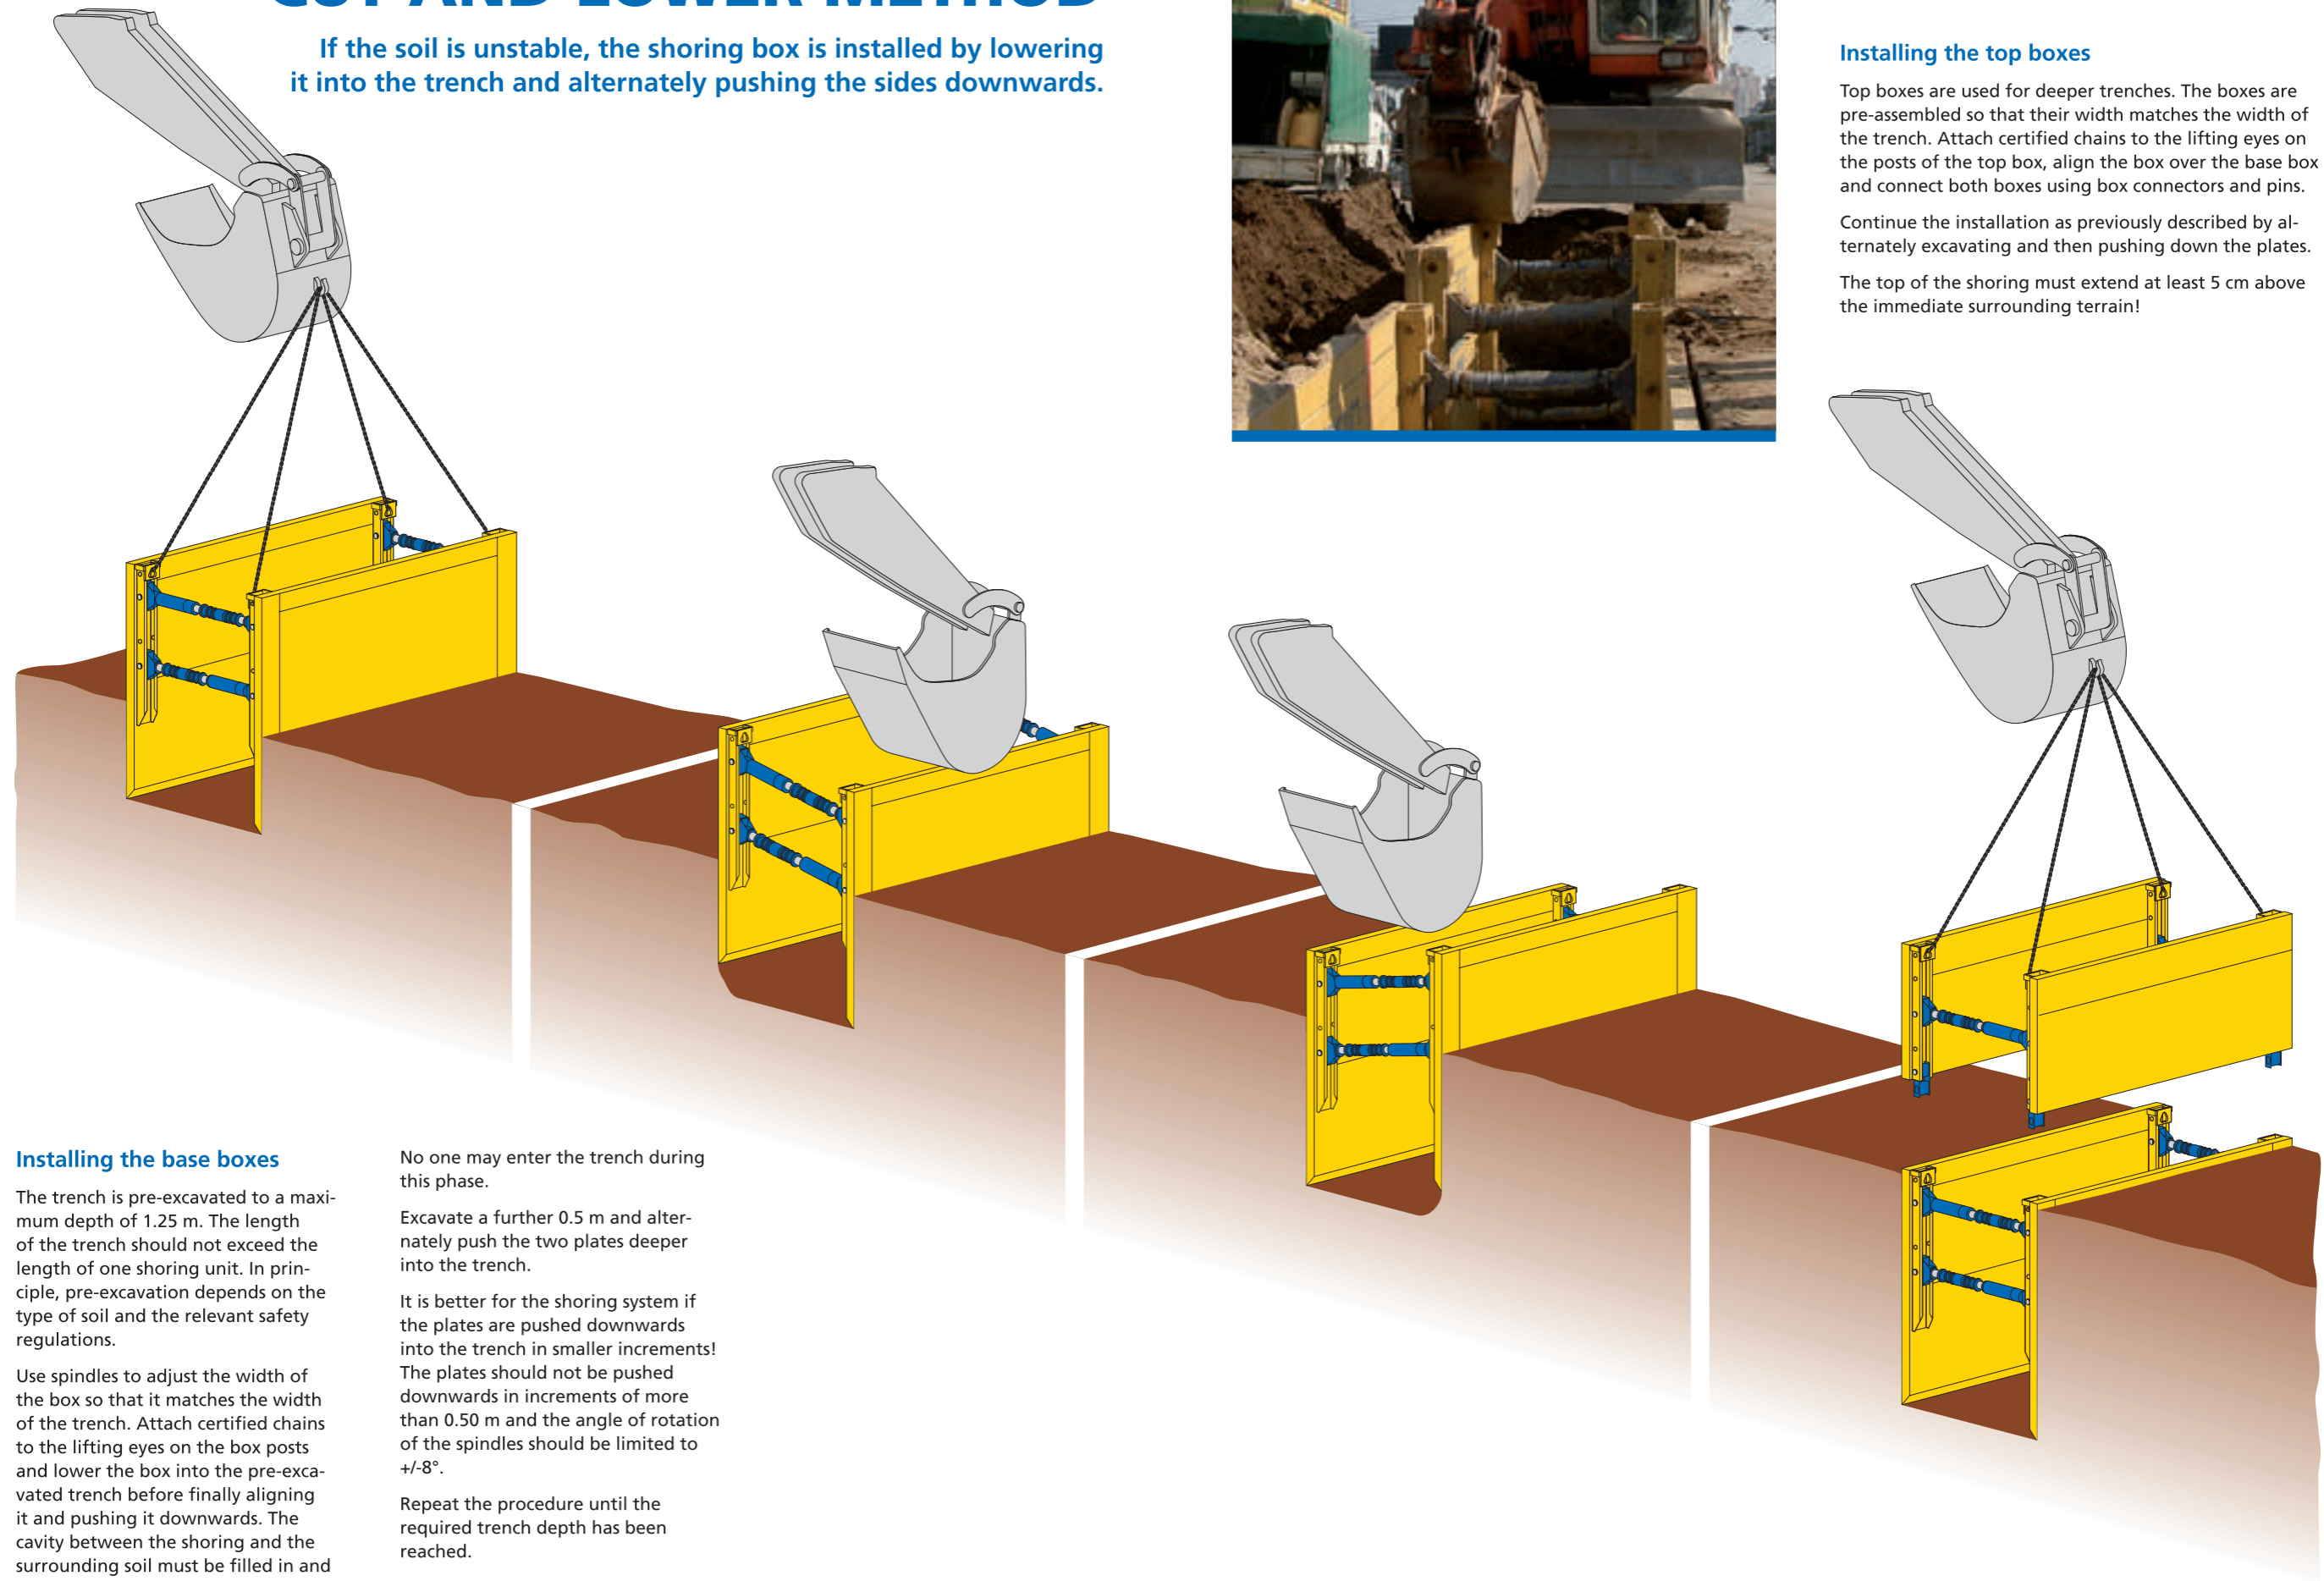 CUT AND LOWER METHOD
If the soil is unstable, the shoring box is installed by lowering
it into the trench and alternately pushing the sides downwards.
Installing the base boxes
The trench is pre-excavated to a maxi-
mum depth of 1.25 m. The length
of the trench should not exceed the
length of one shoring unit. In prin-
ciple, pre-excavation depends on the
type of soil and the relevant safety
regulations.
Use spindles to adjust the width of
the box so that it matches the width
of the trench. Attach certified chains
to the lifting eyes on the box posts
and lower the box into the pre-exca-
vated trench before finally aligning
it and pushing it downwards. The
cavity between the shoring and the
surrounding soil must be filled in and
No one may enter the trench during
this phase.
Excavate a further 0.5 m and alter-
nately push the two plates deeper
into the trench.
It is better for the shoring system if
the plates are pushed downwards
into the trench in smaller increments!
The plates should not be pushed
downwards in increments of more
than 0.50 m and the angle of rotation
of the spindles should be limited to
+/-8°.
Repeat the procedure until the
required trench depth has been
reached.
Installing the top boxes
Top boxes are used for deeper trenches. The boxes are
pre-assembled so that their width matches the width of
the trench. Attach certified chains to the lifting eyes on
the posts of the top box, align the box over the base box
and connect both boxes using box connectors and pins.
Continue the installation as previously described by al-
ternately excavating and then pushing down the plates.
The top of the shoring must extend at least 5 cm above
the immediate surrounding terrain!